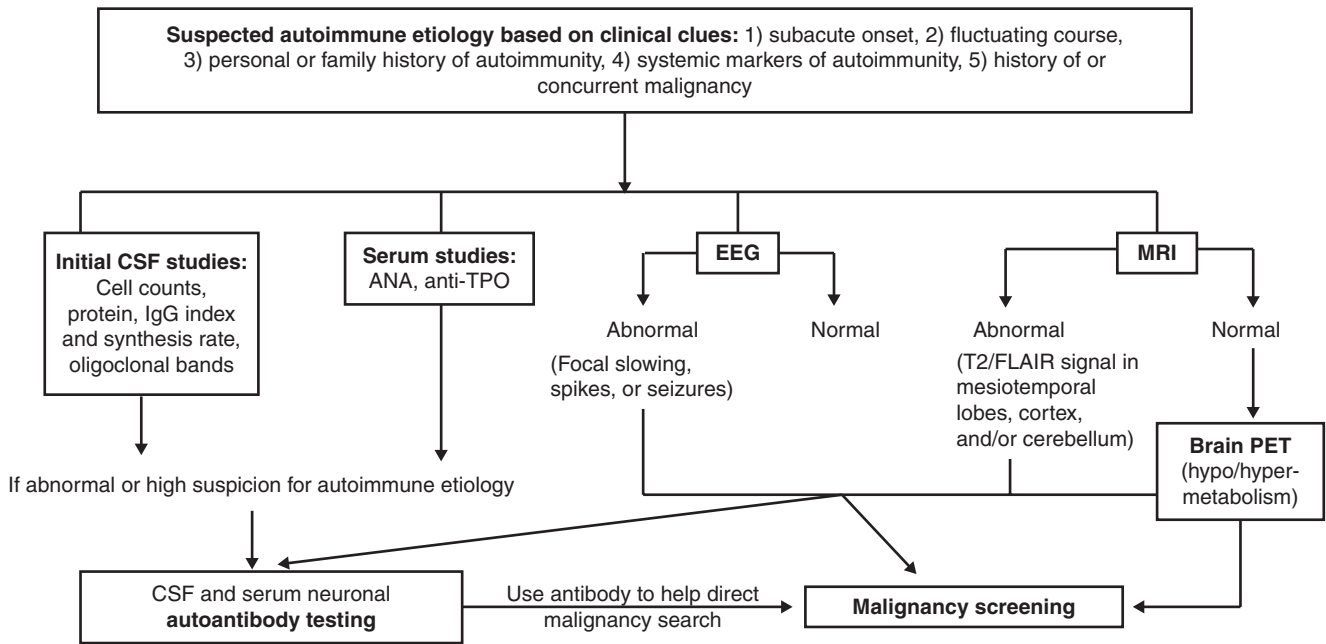 Suspected autoimmune etiology based on clinical clues: 1) subacute onset, 2) fluctuating course,
3) personal or family history of autoimmunity, 4) systemic markers of autoimmunity, 5) history of or
concurrent malignancy
Initial CSF studies:
Cell counts,
protein, IgG index
and synthesis rate,
oligoclonal bands
Serum studies:
ANA, anti-TPO
EEG
Abnormal
(Focal slowing,
spikes, or seizures)
Normal
MRI
Abnormal
(T2/FLAIR signal in
mesiotemporal
lobes, cortex,
and/or cerebellum)
Normal
Brain PET
(hypo/hyper-
metabolism)
If abnormal or high suspicion for autoimmune etiology
CSF and serum neuronal
autoantibody testing
Use antibody to help direct
malignancy search
Malignancy screening